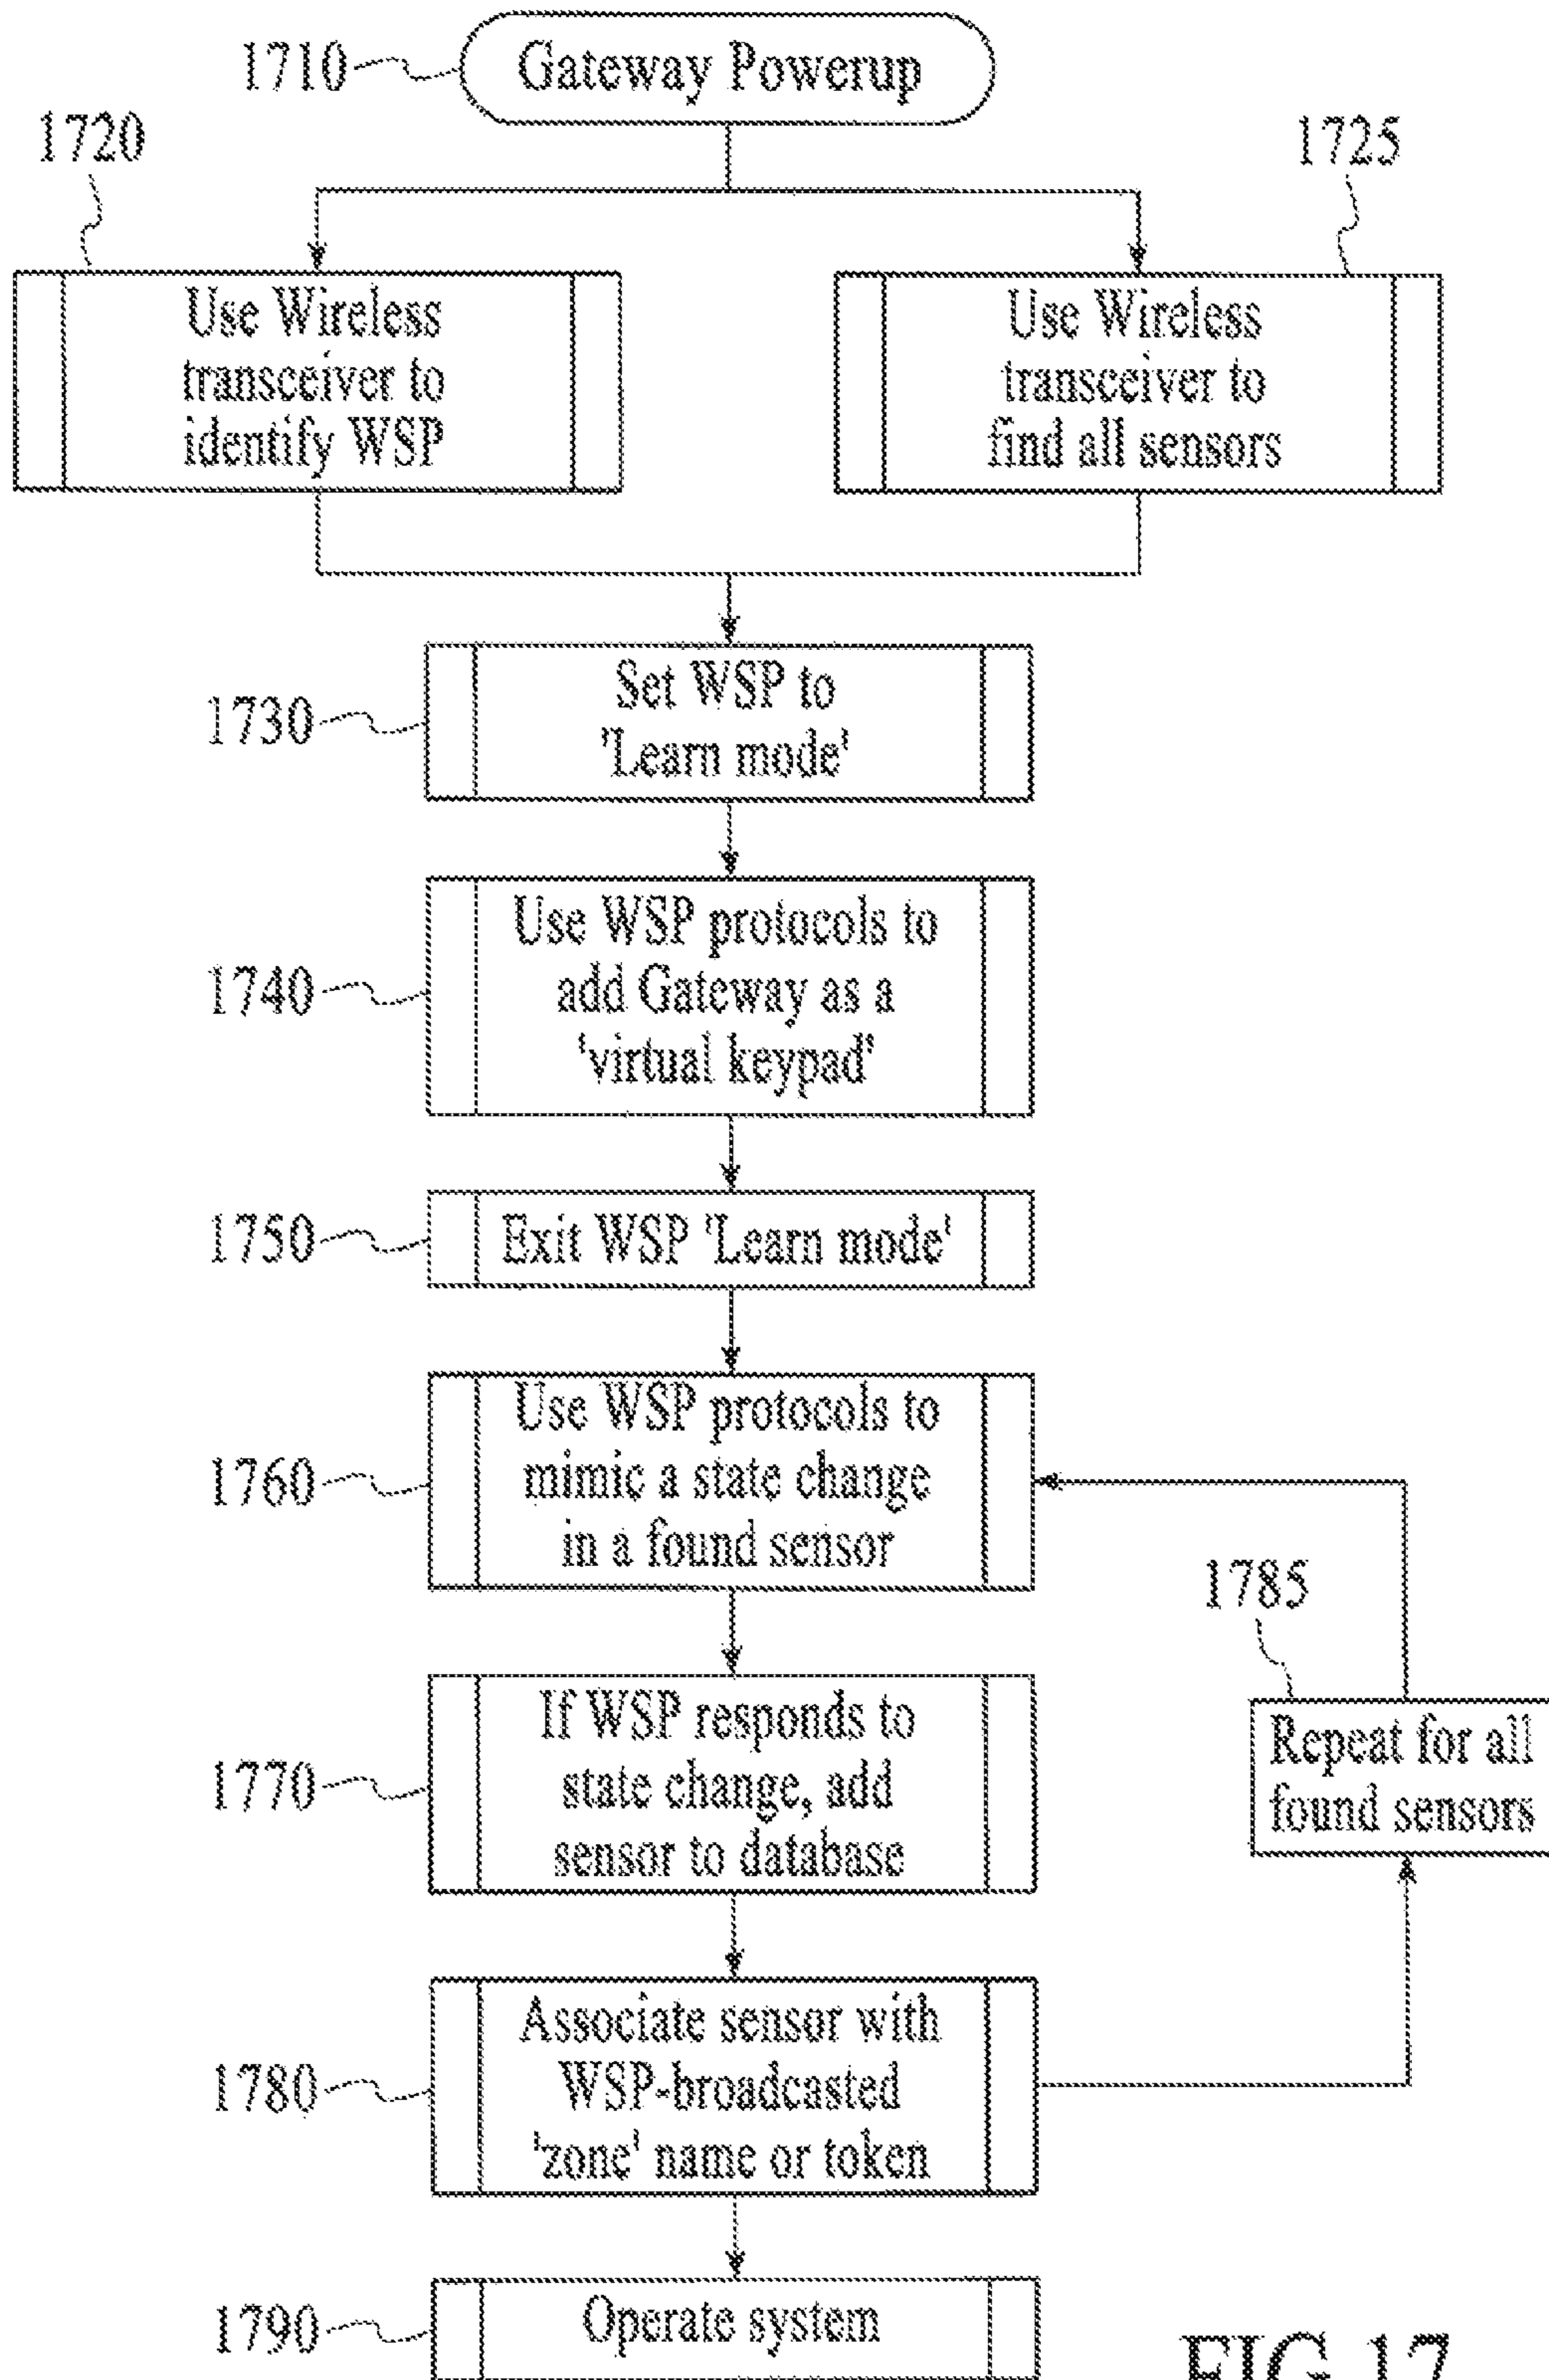 1710
Gateway Powerup
1720
1725
Use Wireless
transceiver to
identify WSP
Use Wireless
transceiver to
find all sensors
1730
Set WSP to
'Learn mode'
1740
Use WSP protocols to
add Gateway as a
'virtual keypad'
1750
Exit WSP 'Learn mode'
1760
Use WSP protocols to
mimic a state change
in a found sensor
1785
Repeat for all
found sensors
1770
If WSP responds to
state change, add
sensor to database
1780
Associate sensor with
WSP-broadcasted
'zone' name or token
1790
Operate system
FIG.17